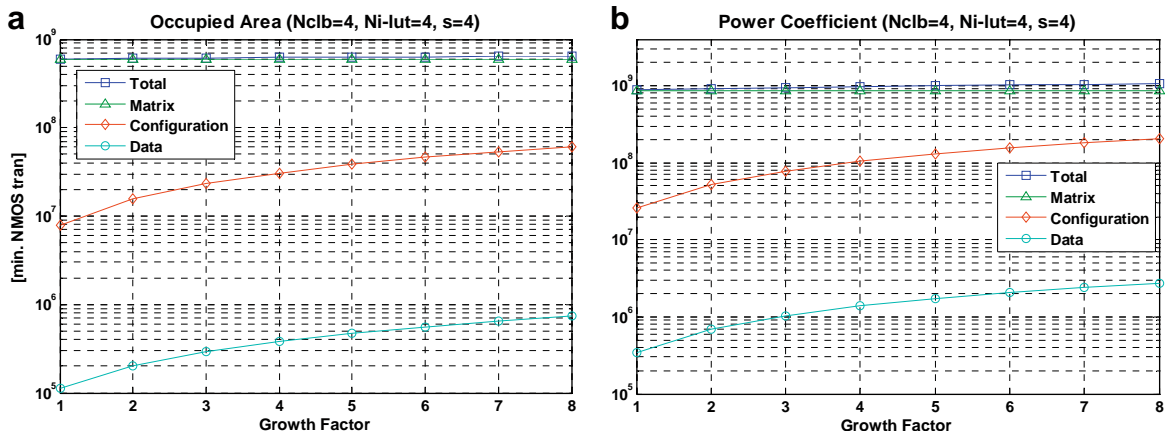 a
Occupied Area (Nclb=4, Ni-lut=4, s=4)
[min. NMOS tran]
10^9
10^8
10^7
10^6
10^5
Total
Matrix
Configuration
Data
1 2 3 4 5 6 7 8
Growth Factor
b
Power Coefficient (Nclb=4, Ni-lut=4, s=4)
10^9
10^8
10^7
10^6
10^5
Total
Matrix
Configuration
Data
1 2 3 4 5 6 7 8
Growth Factor